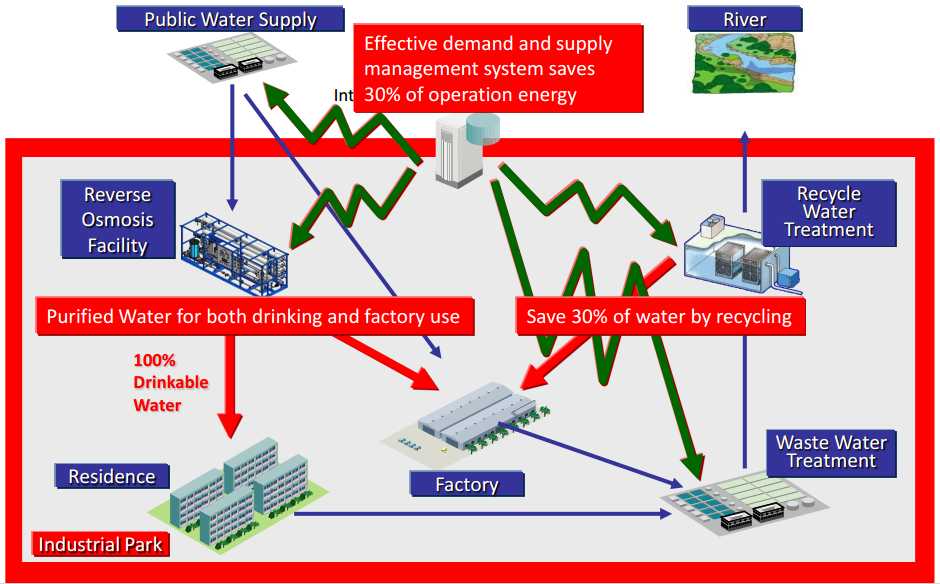 Public Water Supply
River
Effective demand and supply
management system saves
Int
30% of operation energy
Reverse
Osmosis
Facility
Recycle
Water
Treatment
Purified Water for both drinking and factory use
Save 30% of water by recycling
100%
Drinkable
Water
Waste Water
Treatment
Residence
Factory
Industrial Park